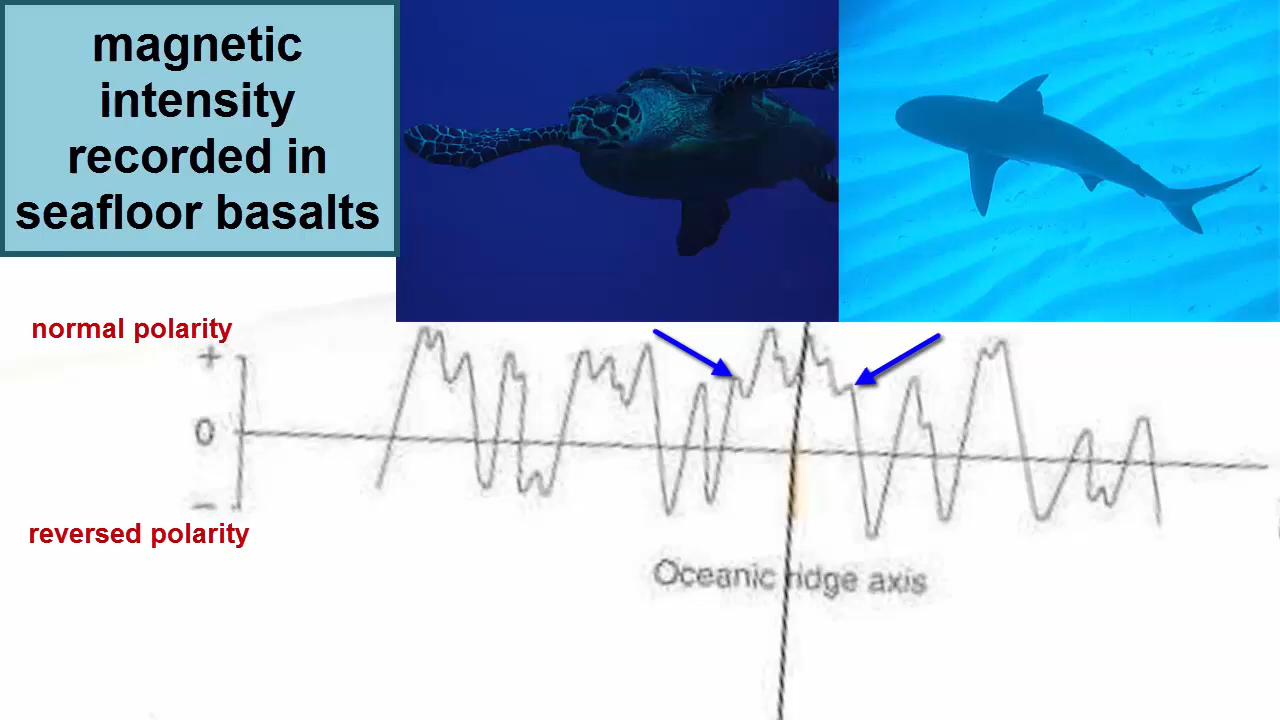 magnetic
intensity
recorded in
seafloor basalts
normal polarity
+
0
−
reversed polarity
Oceanic ridge axis